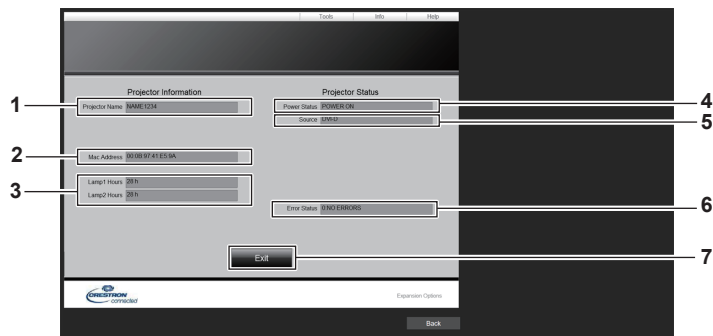 Tools Info Help
Projector Information
Projector Status
1
Projector Name NAME1234
Power Status POWER ON
4
Source DVI-D
5
2
Mac Address 00:0B:97:41:E5:9A
3
Lamp1 Hours 28 h
Lamp2 Hours 28 h
Error Status 0:NO ERRORS
6
Exit
7
CRESTRON
connected
Expansion Options
Back